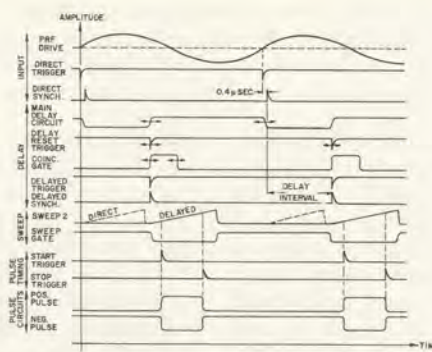 AMPLITUDE
PRF
DRIVE
DIRECT
TRIGGER
0.4 μ SEC.
DIRECT
SYNCH.
MAIN
DELAY
CIRCUIT
DELAY
RESET
TRIGGER
COINC.
GATE
DELAYED
TRIGGER
DELAYED
SYNCH.
DELAY
INTERVAL
SWEEP 2
DIRECT
DELAYED
SWEEP
GATE
START
TRIGGER
STOP
TRIGGER
POS.
PULSE
NEG.
PULSE
INPUT
DELAY
SWEEP
PULSE
TIMING
PULSE
CIRCUITS